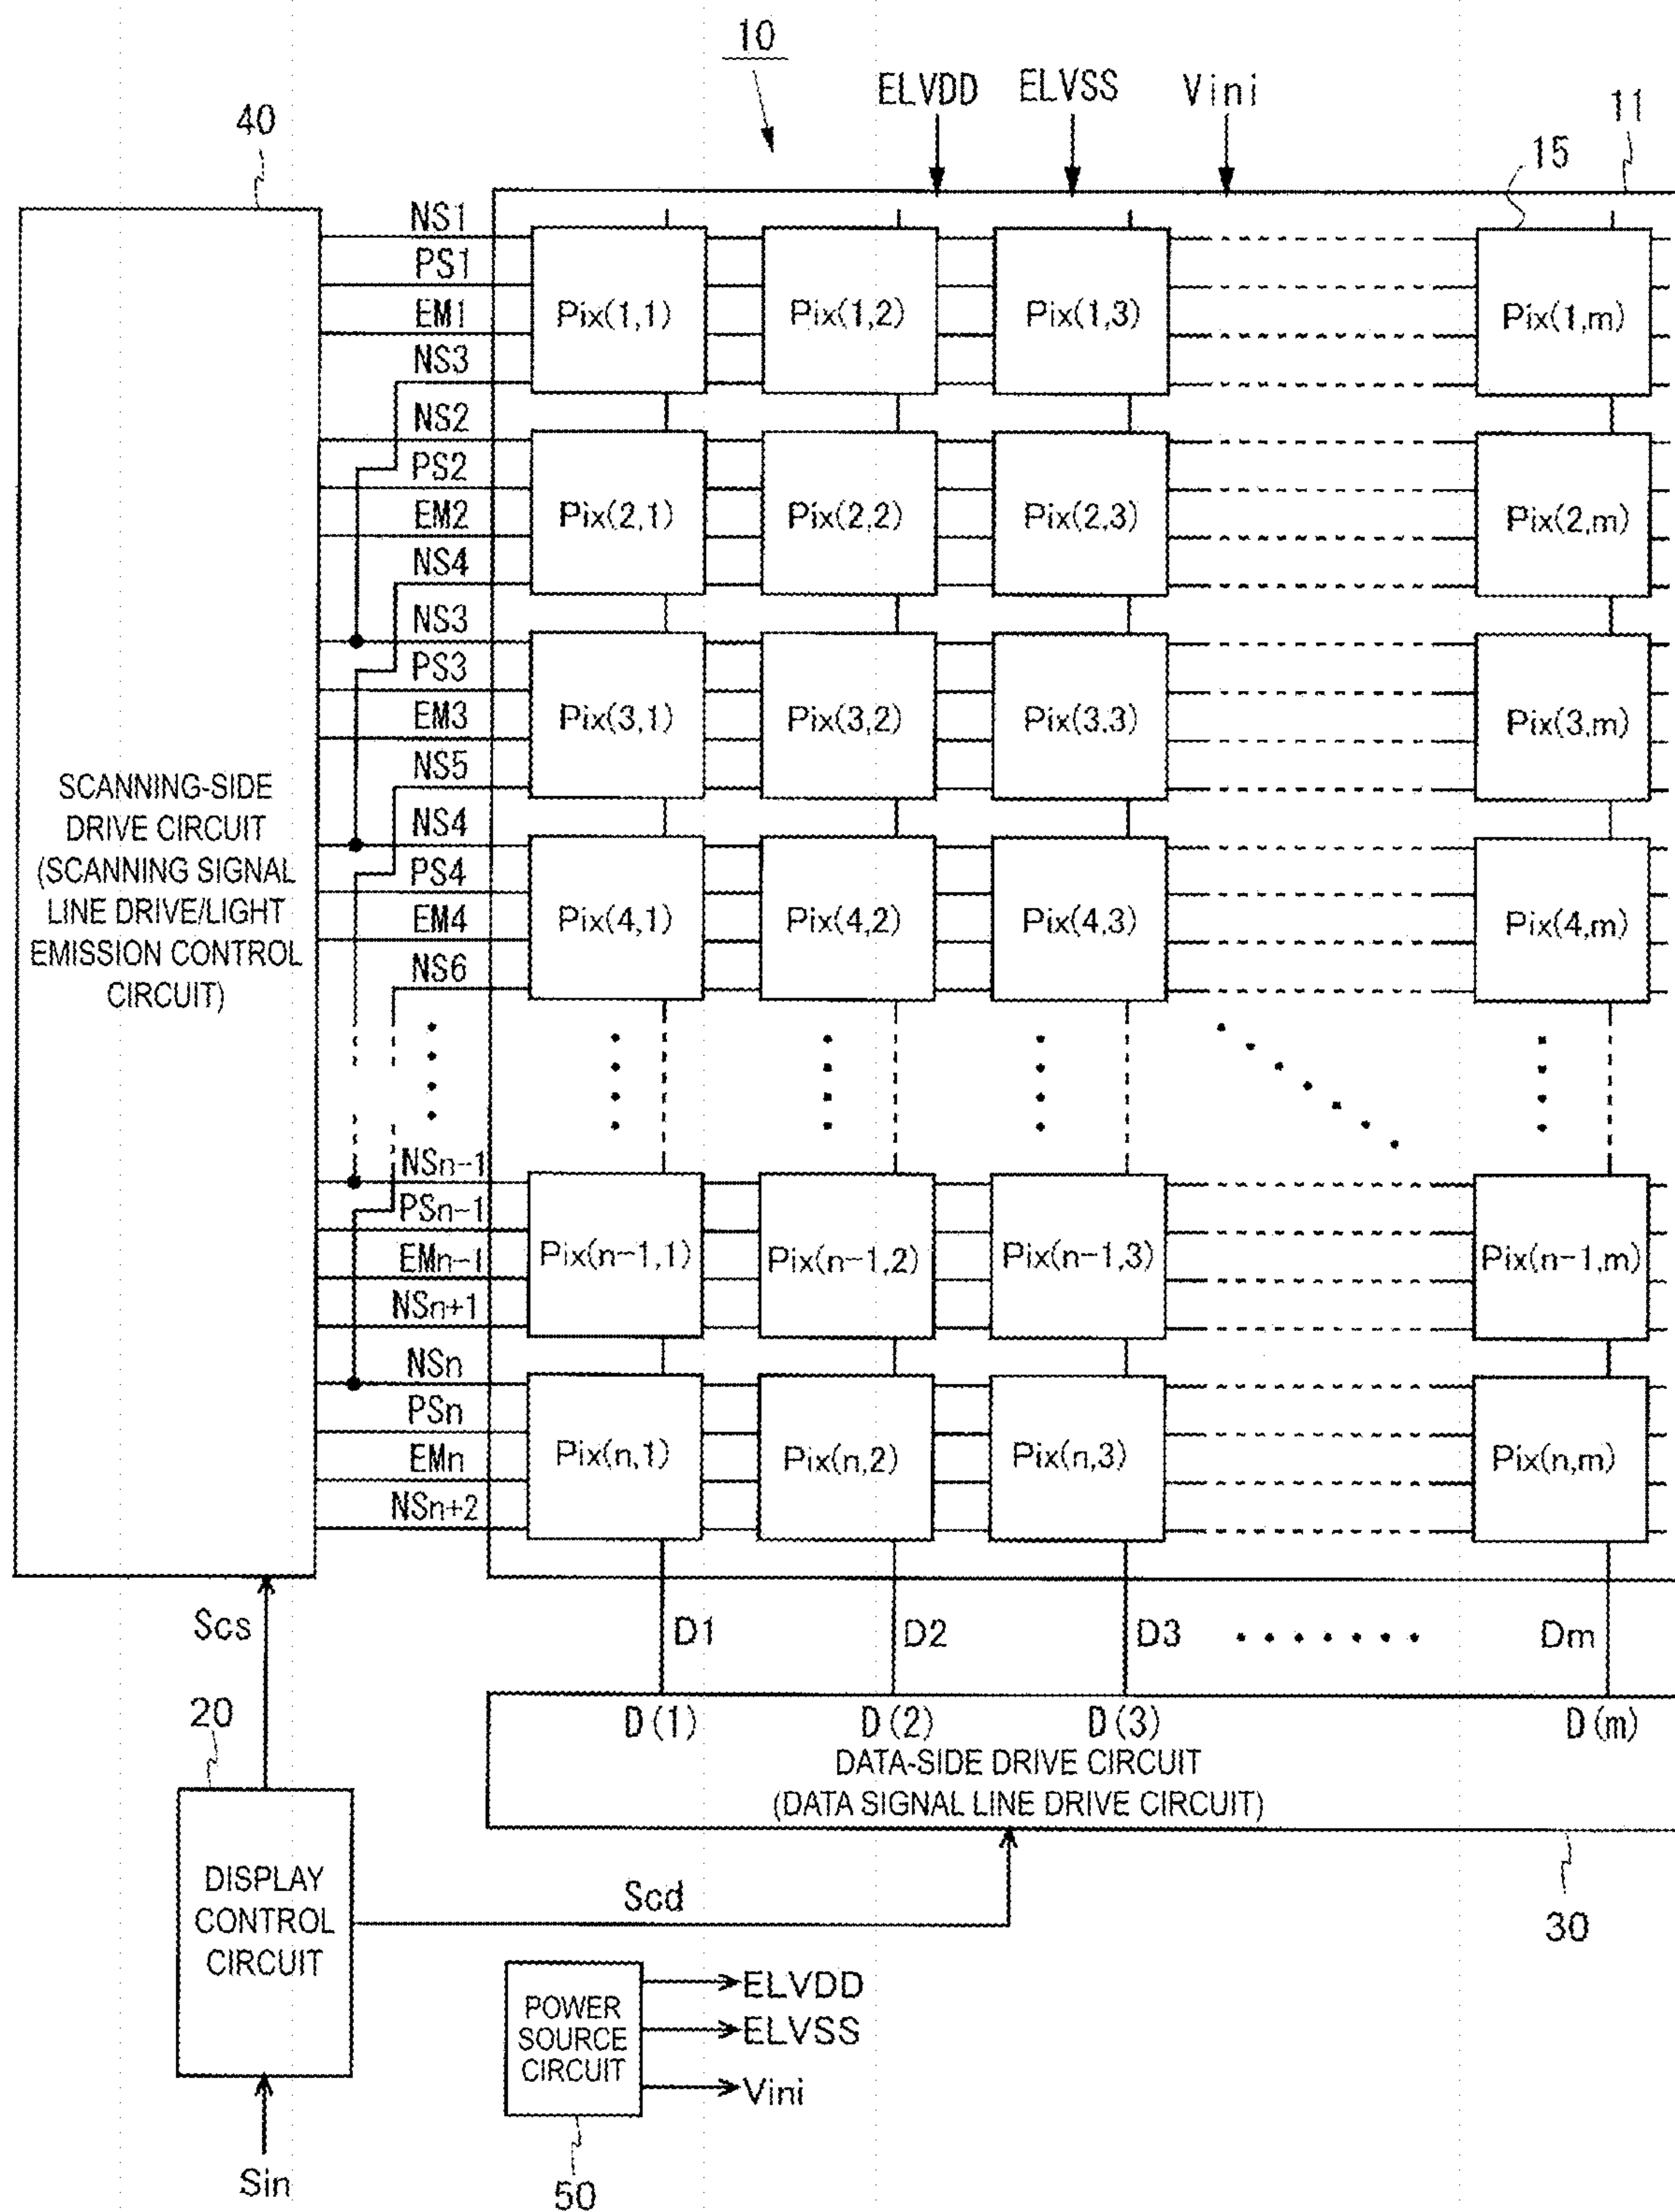 10
ELVDD ELVSS Vini
40
11
15
NS1
PS1
EM1
NS3
Pix(1,1) Pix(1,2) Pix(1,3) Pix(1,m)
NS2
PS2
EM2
NS4
Pix(2,1) Pix(2,2) Pix(2,3) Pix(2,m)
NS3
PS3
EM3
NS5
Pix(3,1) Pix(3,2) Pix(3,3) Pix(3,m)
SCANNING-SIDE
DRIVE CIRCUIT
(SCANNING SIGNAL
LINE DRIVE/LIGHT
EMISSION CONTROL
CIRCUIT)
NS4
PS4
EM4
NS6
Pix(4,1) Pix(4,2) Pix(4,3) Pix(4,m)
NSn-1
PSn-1
EMn-1
NSn+1
Pix(n-1,1) Pix(n-1,2) Pix(n-1,3) Pix(n-1,m)
NSn
PSn
EMn
NSn+2
Pix(n,1) Pix(n,2) Pix(n,3) Pix(n,m)
Scs
D1 D2 D3 Dm
20
D(1) D(2) D(3) D(m)
DATA-SIDE DRIVE CIRCUIT
(DATA SIGNAL LINE DRIVE CIRCUIT)
DISPLAY
CONTROL
CIRCUIT
Scd
30
POWER
SOURCE
CIRCUIT
ELVDD
ELVSS
Vini
Sin
50